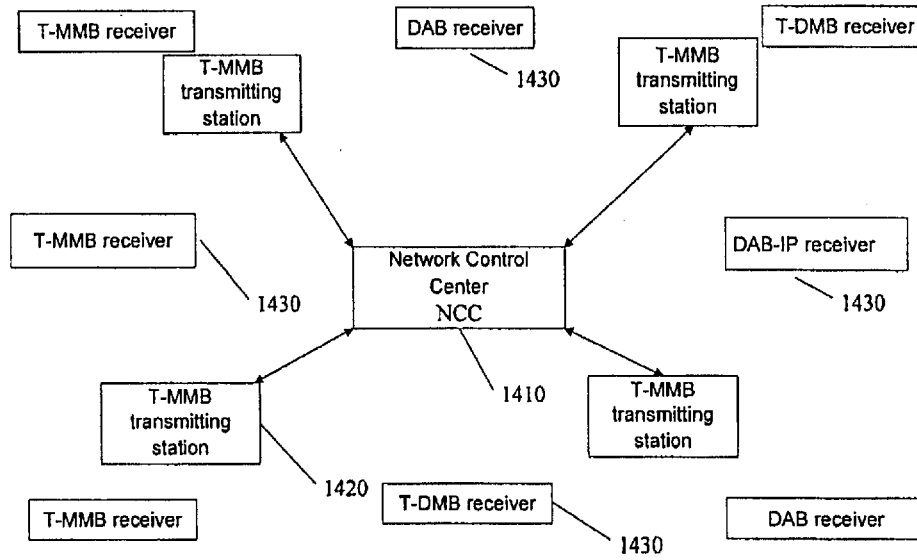 T-MMB receiver
DAB receiver
T-DMB receiver
T-MMB
transmitting
station
1430
T-MMB
transmitting
station
T-MMB receiver
1430
Network Control
Center
NCC
DAB-IP receiver
1430
T-MMB
transmitting
station
1410
T-MMB
transmitting
station
1420
T-MMB receiver
T-DMB receiver
1430
DAB receiver